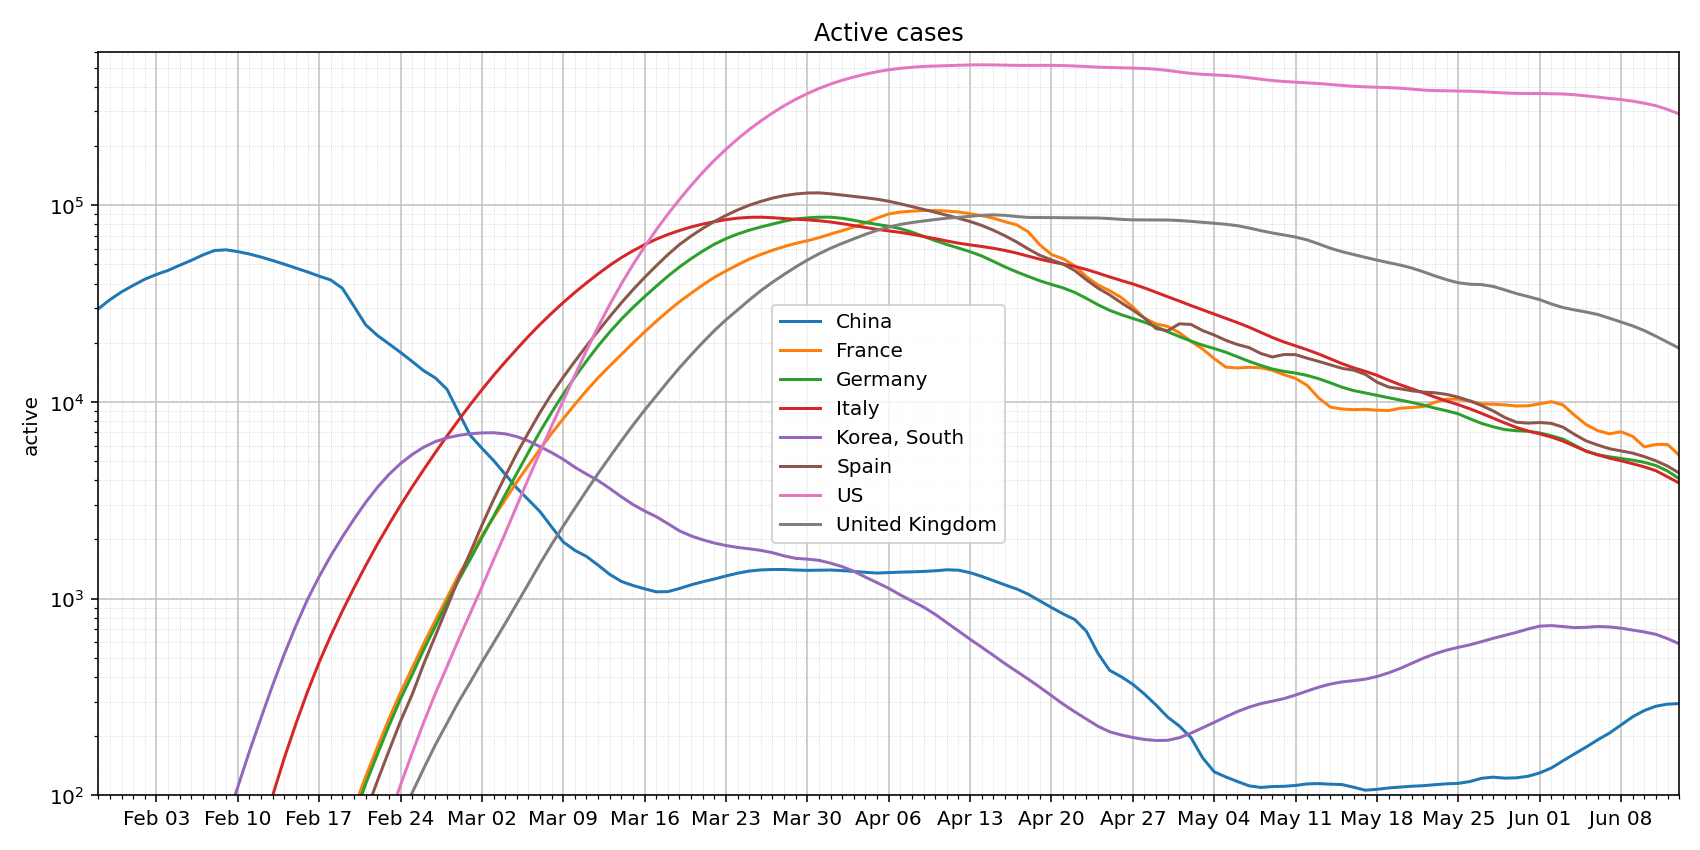 Active cases
active
10^5
10^4
10^3
10^2
China
France
Germany
Italy
Korea, South
Spain
US
United Kingdom
Feb 03 Feb 10 Feb 17 Feb 24 Mar 02 Mar 09 Mar 16 Mar 23 Mar 30 Apr 06 Apr 13 Apr 20 Apr 27 May 04 May 11 May 18 May 25 Jun 01 Jun 08